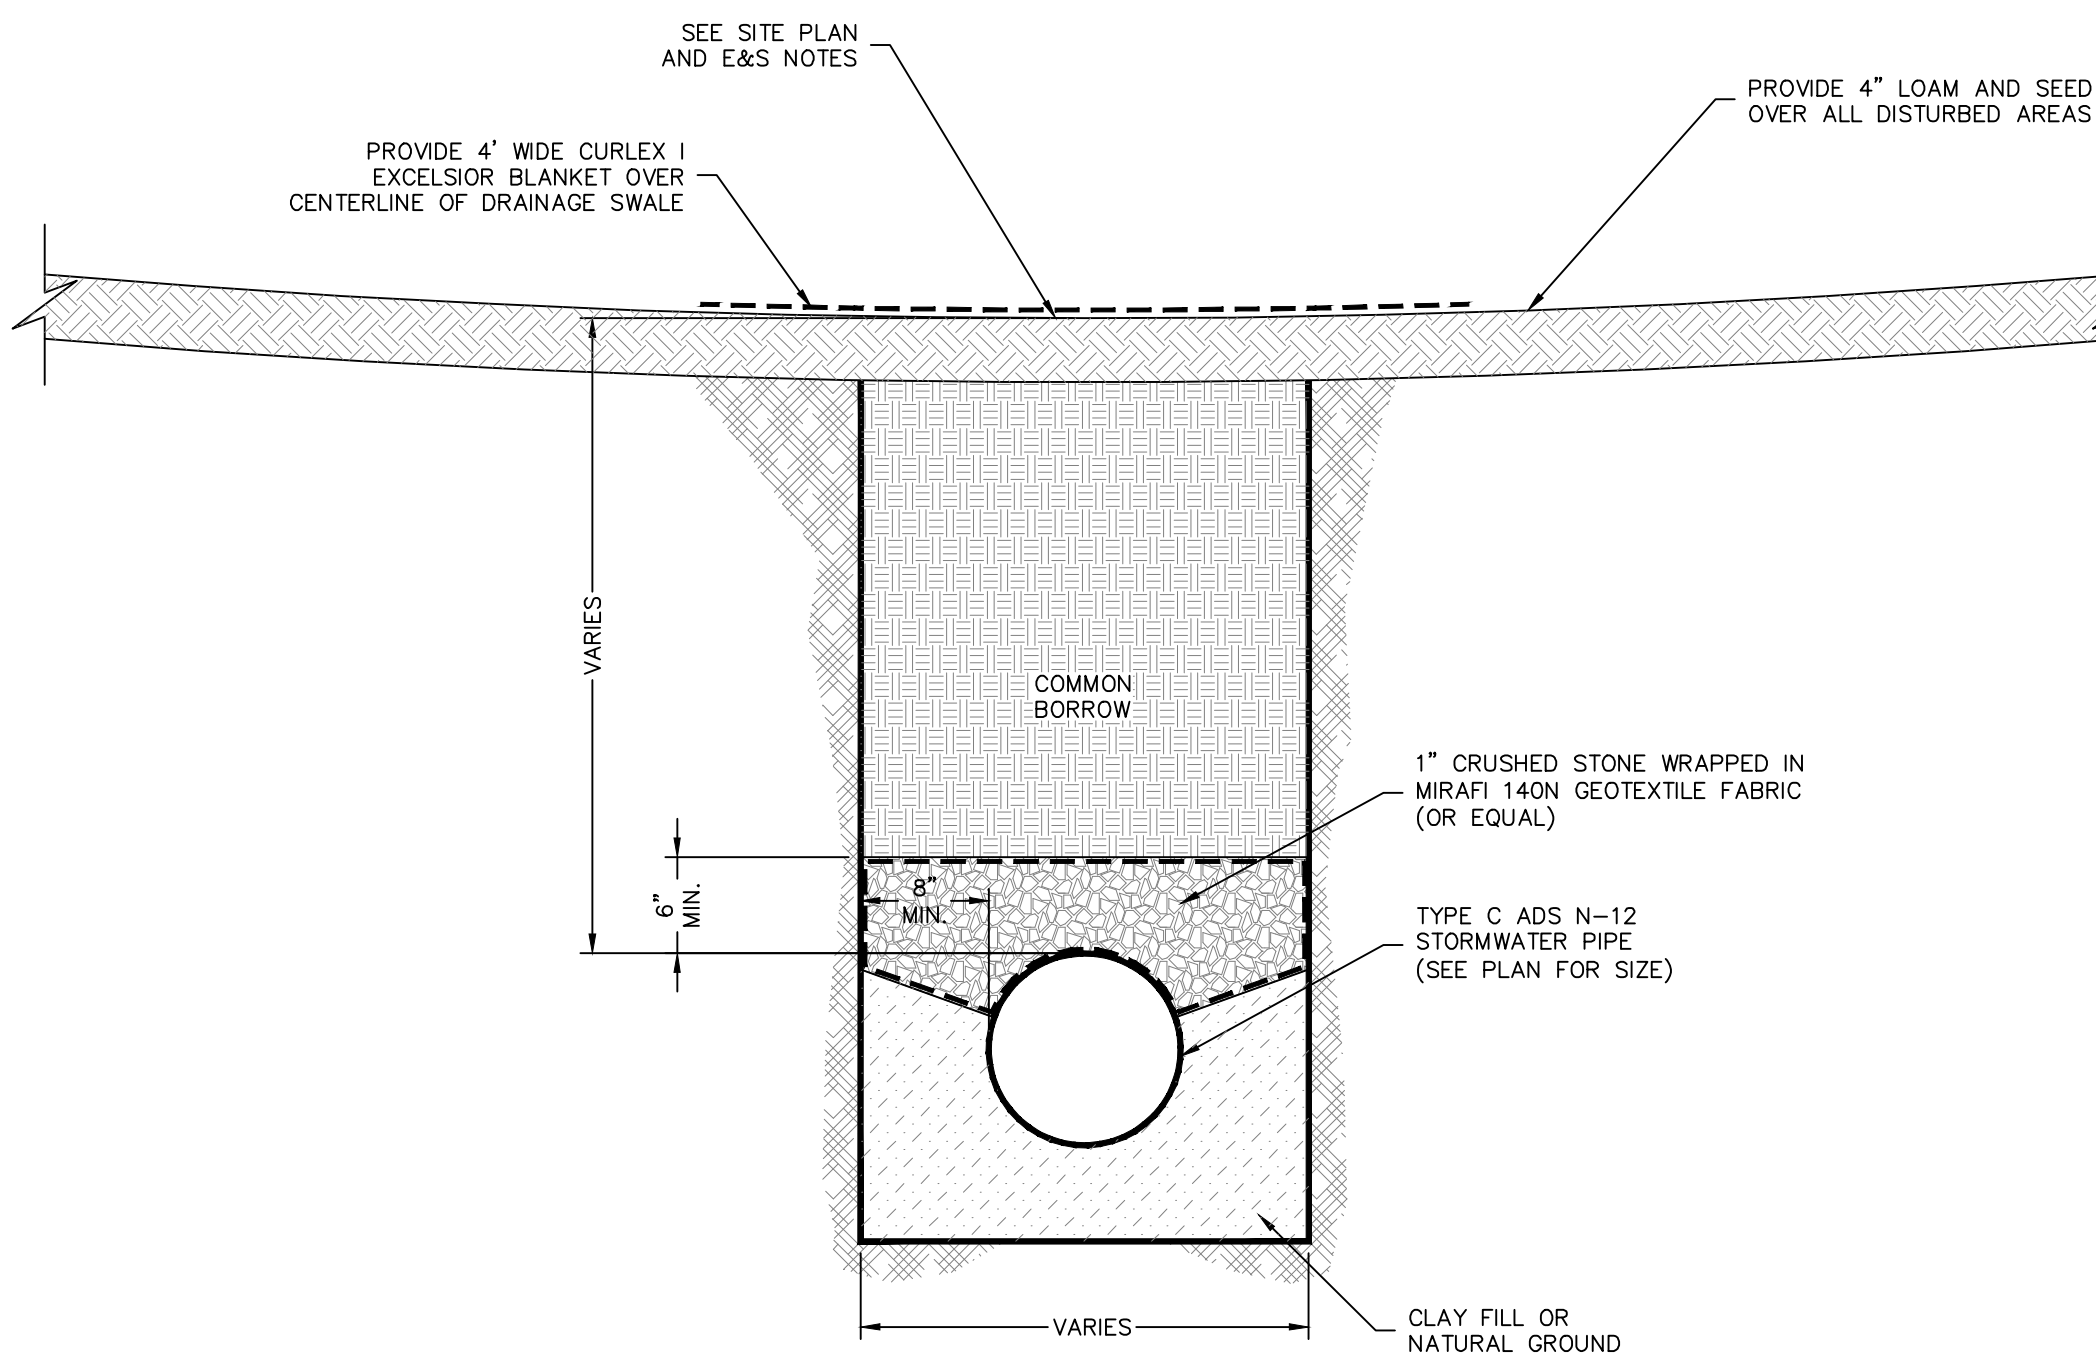 SEE SITE PLAN
AND E&S NOTES
PROVIDE 4" LOAM AND SEED
OVER ALL DISTURBED AREAS
PROVIDE 4' WIDE CURLEX I
EXCELSIOR BLANKET OVER
CENTERLINE OF DRAINAGE SWALE
VARIES
COMMON
BORROW
1" CRUSHED STONE WRAPPED IN
MIRAFI 140N GEOTEXTILE FABRIC
(OR EQUAL)
6"
MIN.
8"
MIN.
TYPE C ADS N-12
STORMWATER PIPE
(SEE PLAN FOR SIZE)
VARIES
CLAY FILL OR
NATURAL GROUND